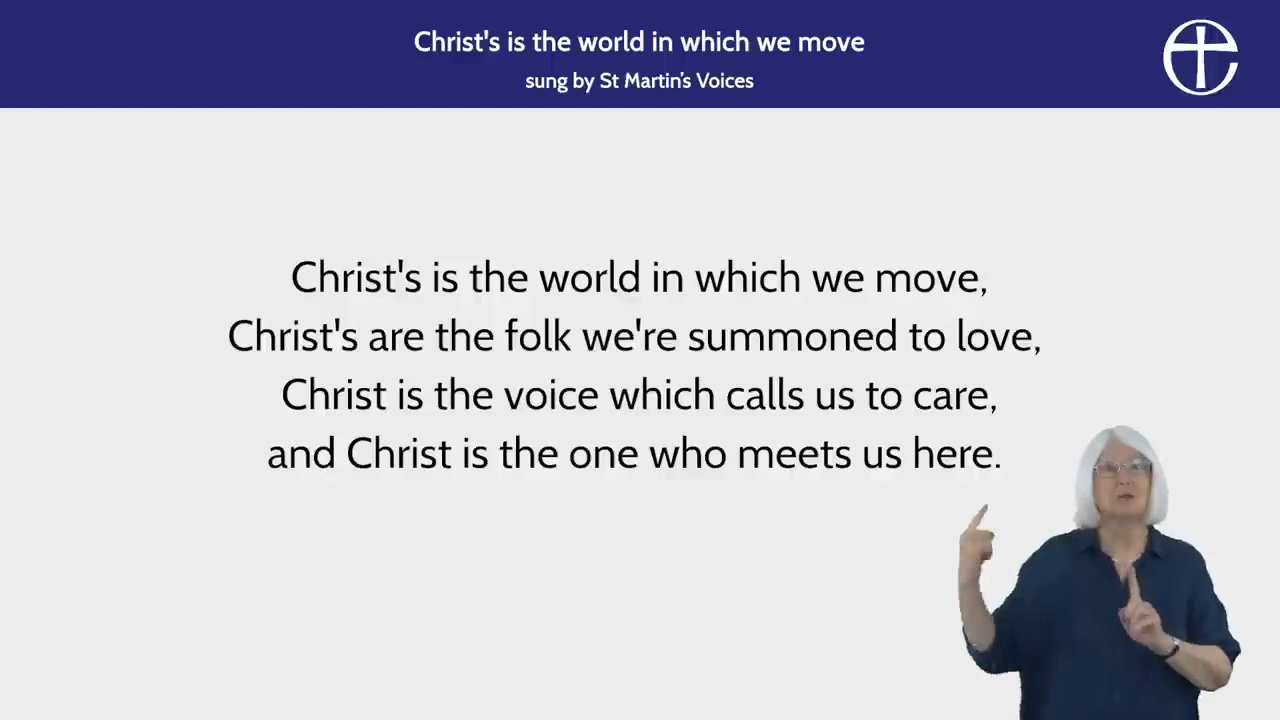 Christ's is the world in which we move
sung by St Martin's Voices
Christ's is the world in which we move,
Christ's are the folk we're summoned to love,
Christ is the voice which calls us to care,
and Christ is the one who meets us here.